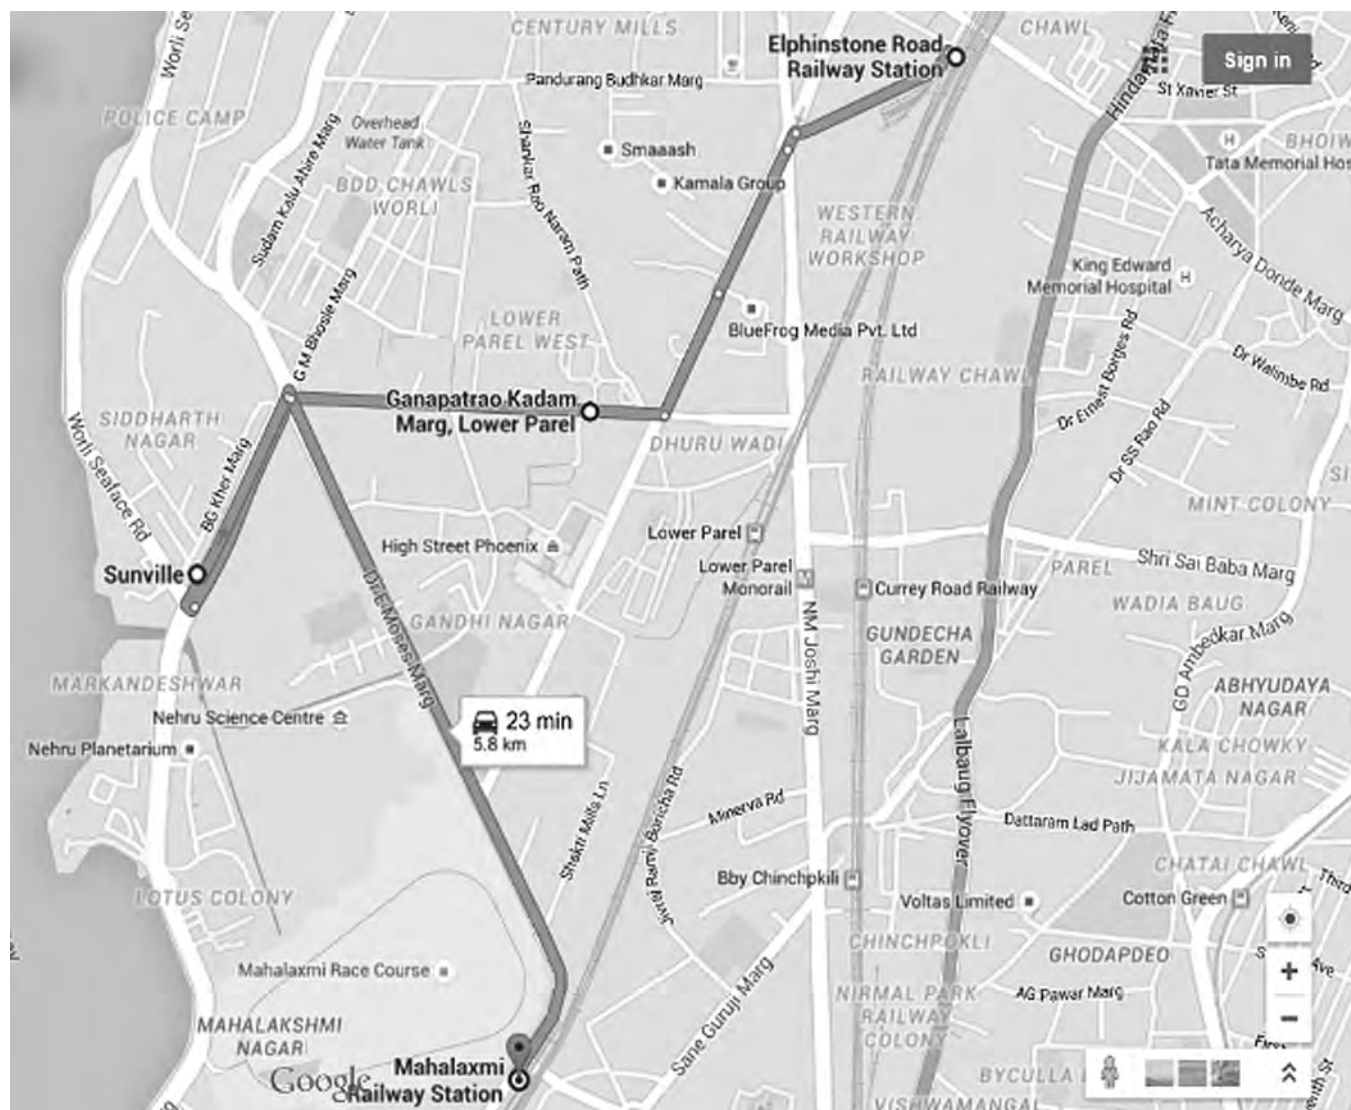 Worli Se
CENTURY MILLS
Elphinstone Road
Railway Station
CHAWL
Sign in
Pandurang Budhkar Marg
Hindamata F
St Xavier St
POLICE CAMP
Overhead
Water Tank
Smaaash
Kamala Group
BHOIW
Tata Memorial Hos
Sudam Kalu Ahire Marg
Shankar Rao Naram Path
BDD CHAWLS
WORLI
WESTERN
RAILWAY
WORKSHOP
Acharya Donde Marg
King Edward
Memorial Hospital
G M Bhosle Marg
LOWER
PAREL WEST
BlueFrog Media Pvt. Ltd
Dr Ernest Borges Rd
Dr Walimbe Rd
RAILWAY CHAWL
Ganapatrao Kadam
Marg, Lower Parel
SIDDHARTH
NAGAR
Worli Seaface Rd
BG Kher Marg
DHURU WADI
Dr SS Rao Rd
SI
MINT COLONY
High Street Phoenix
Lower Parel
Sunville
Lower Parel
Monorail
Currey Road Railway
PAREL
Shri Sai Baba Marg
WADIA BAUG
Dr E Moses Marg
GANDHI NAGAR
NM Joshi Marg
GUNDECHA
GARDEN
GD Ambedkar Marg
MARKANDESHWAR
ABHYUDAYA
NAGAR
Nehru Science Centre
23 min
5.8 km
Nehru Planetarium
Lalbaug Flyover
KALA CHOWKY
JIJAMATA NAGAR
Shakti Mills Ln
Jivraj Ramji Boricha Rd
Minerva Rd
Dattaram Lad Path
CHATAI CHAWL
Bby Chinchpkili
Third
LOTUS COLONY
Voltas Limited
Cotton Green
CHINCHPOKLI
GHODAPDEO
Ave
Mahalaxmi Race Course
Sane Guruji Marg
NIRMAL PARK
RAILWAY
COLONY
AG Pawar Marg
MAHALAKSHMI
NAGAR
Mahalaxmi
Railway Station
Google
BYCULLA
VISHWAMANGAL